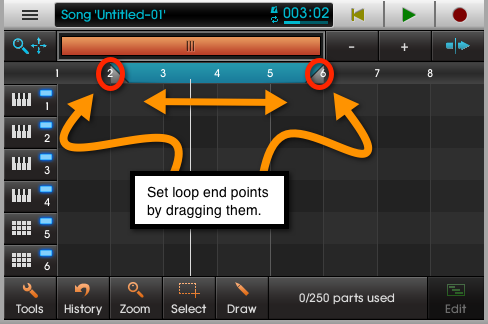 Song 'Untitled-01'
003:02
- +
1 2 3 4 5 6 7 8
1
2
3
4
5
6
Set loop end points
by dragging them.
Tools History Zoom Select Draw 0/250 parts used Edit